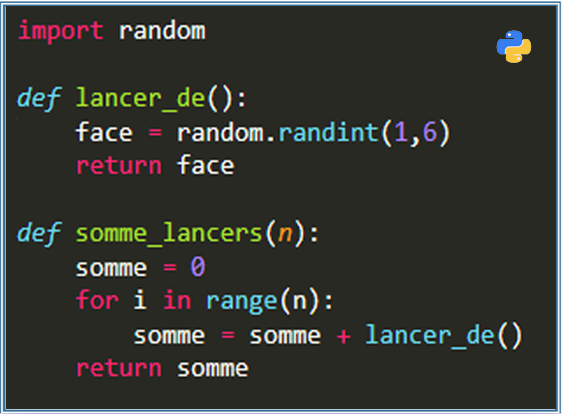 import random
def lancer_de():
    face = random.randint(1,6)
    return face
def somme_lancers(n):
    somme = 0
    for i in range(n):
        somme = somme + lancer_de()
    return somme